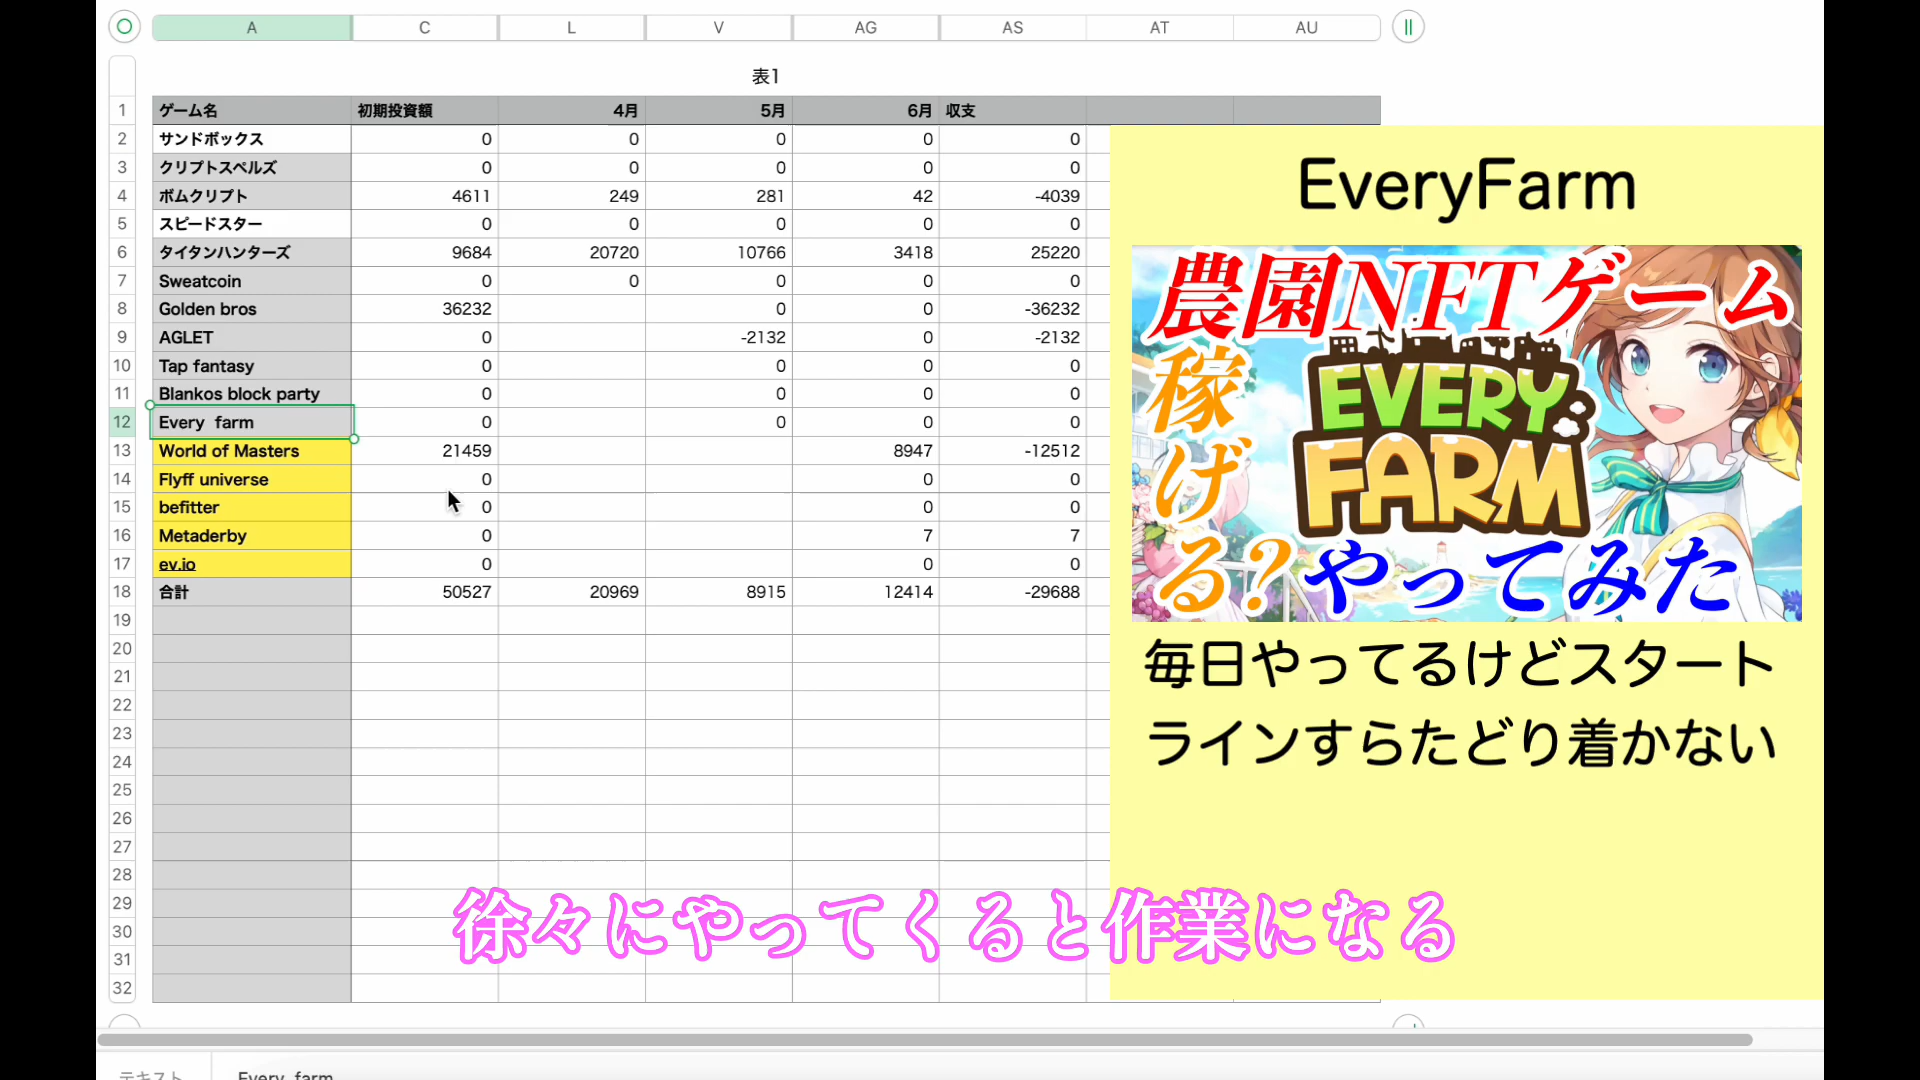 A C L V AG AS AT AU
表1
1 ゲーム名 初期投資額 4月 5月 6月 収支
2 サンドボックス 0 0 0 0 0
3 クリプトスペルズ 0 0 0 0 0
4 ボムクリプト 4611 249 281 42 -4039
5 スピードスター 0 0 0 0 0
6 タイタンハンターズ 9684 20720 10766 3418 25220
7 Sweatcoin 0 0 0 0 0
8 Golden bros 36232 0 0 -36232
9 AGLET 0 -2132 0 -2132
10 Tap fantasy 0 0 0 0
11 Blankos block party 0 0 0 0
12 Every farm 0 0 0 0
13 World of Masters 21459 8947 -12512
14 Flyff universe 0 0 0
15 befitter 0 0 0
16 Metaderby 0 7 7
17 ev.io 0 0 0
18 合計 50527 20969 8915 12414 -29688
19
20
21
22
23
24
25
26
27
28
29
30
31
32
EveryFarm
農園NFTゲーム
稼げる?やってみた
EVERY
FARM
毎日やってるけどスタート
ラインすらたどり着かない
徐々にやってくると作業になる
テキスト Every farm